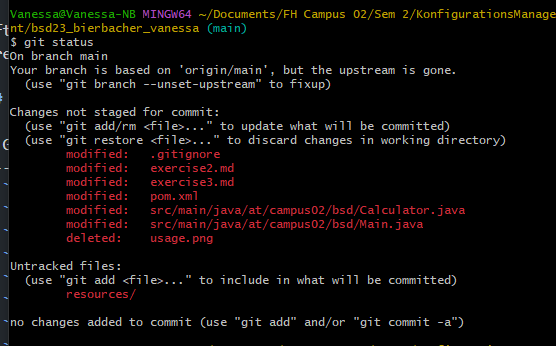 Vanessa@Vanessa-NB MINGW64 ~/Documents/FH Campus 02/Sem 2/KonfigurationsManageme
nt/bsd23_bierbacher_vanessa (main)
$ git status
On branch main
Your branch is based on 'origin/main', but the upstream is gone.
  (use "git branch --unset-upstream" to fixup)

Changes not staged for commit:
  (use "git add/rm <file>..." to update what will be committed)
  (use "git restore <file>..." to discard changes in working directory)
        modified:   .gitignore
        modified:   exercise2.md
        modified:   exercise3.md
        modified:   pom.xml
        modified:   src/main/java/at/campus02/bsd/Calculator.java
        modified:   src/main/java/at/campus02/bsd/Main.java
        deleted:    usage.png

Untracked files:
  (use "git add <file>..." to include in what will be committed)
        resources/

no changes added to commit (use "git add" and/or "git commit -a")